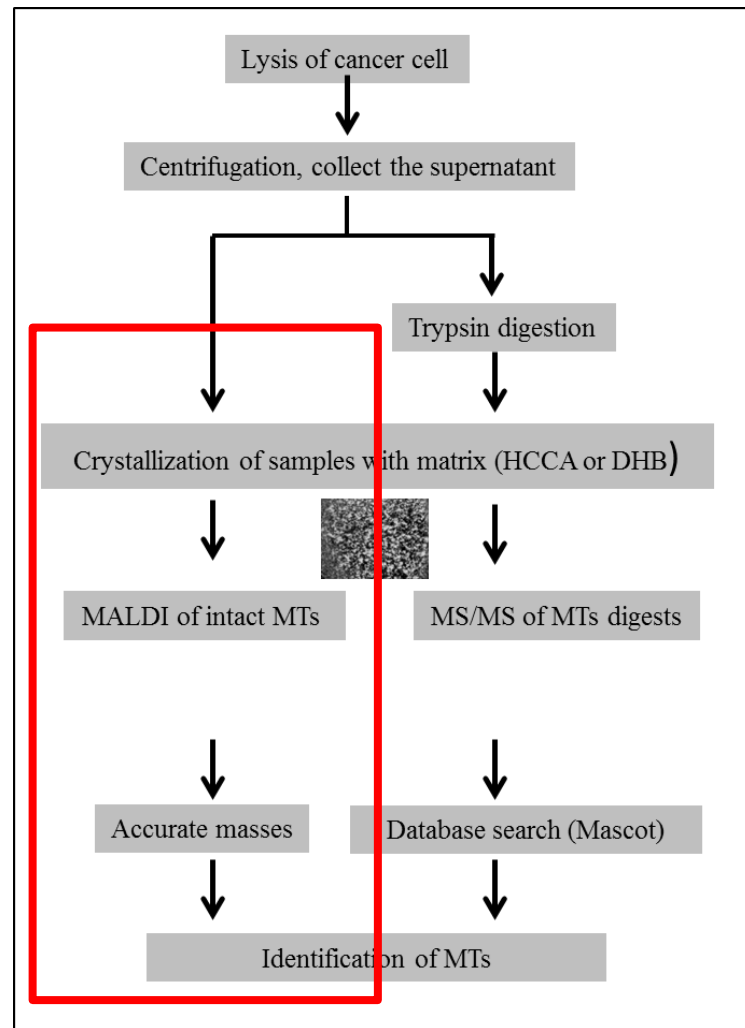 Lysis of cancer cell
Centrifugation, collect the supernatant
Trypsin digestion
Crystallization of samples with matrix (HCCA or DHB)
MALDI of intact MTs
MS/MS of MTs digests
Accurate masses
Database search (Mascot)
Identification of MTs